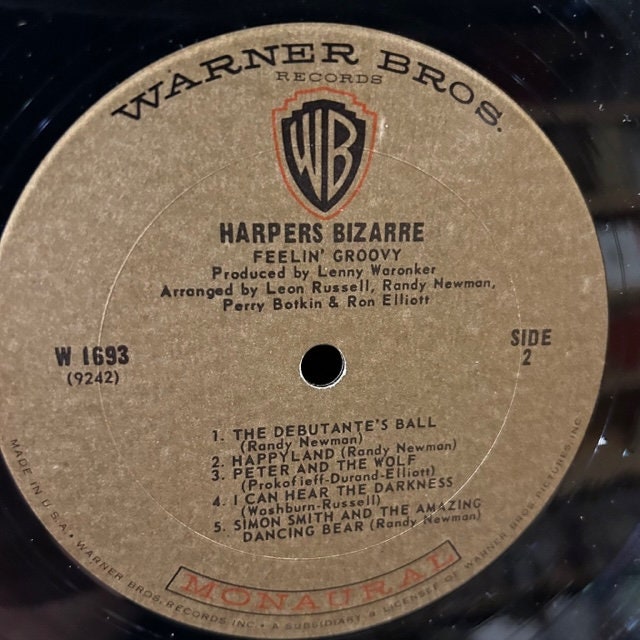 WARNER BROS.
RECORDS
WB
HARPERS BIZARRE
FEELIN' GROOVY
Produced by Lenny Waronker
Arranged by Leon Russell, Randy Newman,
Perry Botkin & Ron Elliott
W 1693
(9242)
SIDE
2
1. THE DEBUTANTE'S BALL
(Randy Newman)
2. HAPPYLAND (Randy Newman)
3. PETER AND THE WOLF
(Prokofieff-Durand-Elliott)
4. I CAN HEAR THE DARKNESS
(Washburn-Russell)
5. SIMON SMITH AND THE AMAZING
DANCING BEAR (Randy Newman)
MONAURAL
MADE IN U.S.A. • WARNER BROS. RECORDS INC. • A SUBSIDIARY & LICENSEE OF WARNER BROS. PICTURES, INC.